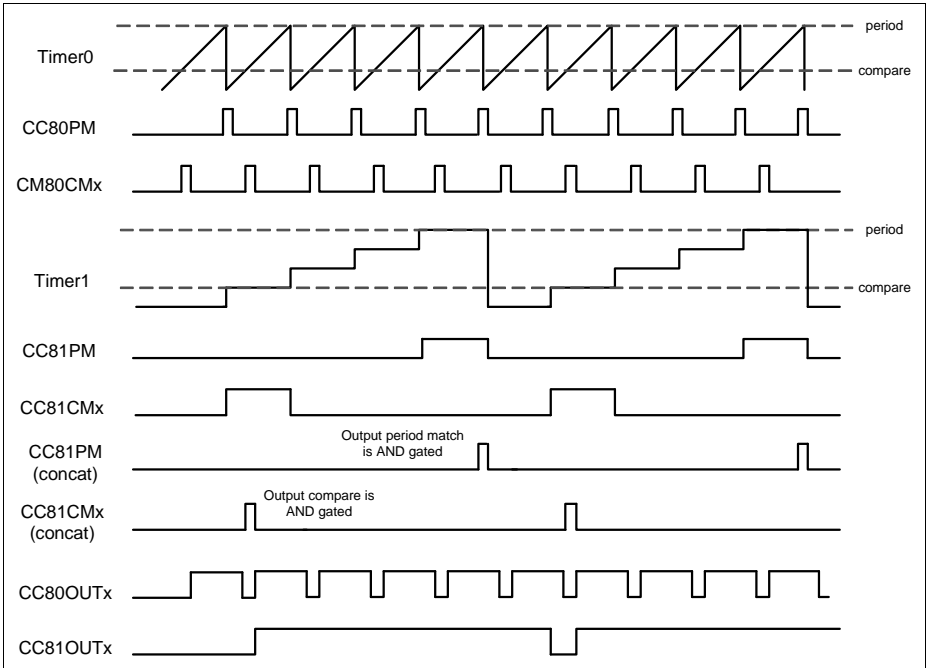 period
Timer0
compare
CC80PM
CM80CMx
period
Timer1
compare
CC81PM
CC81CMx
Output period match
is AND gated
CC81PM
(concat)
Output compare is
AND gated
CC81CMx
(concat)
CC80OUTx
CC81OUTx